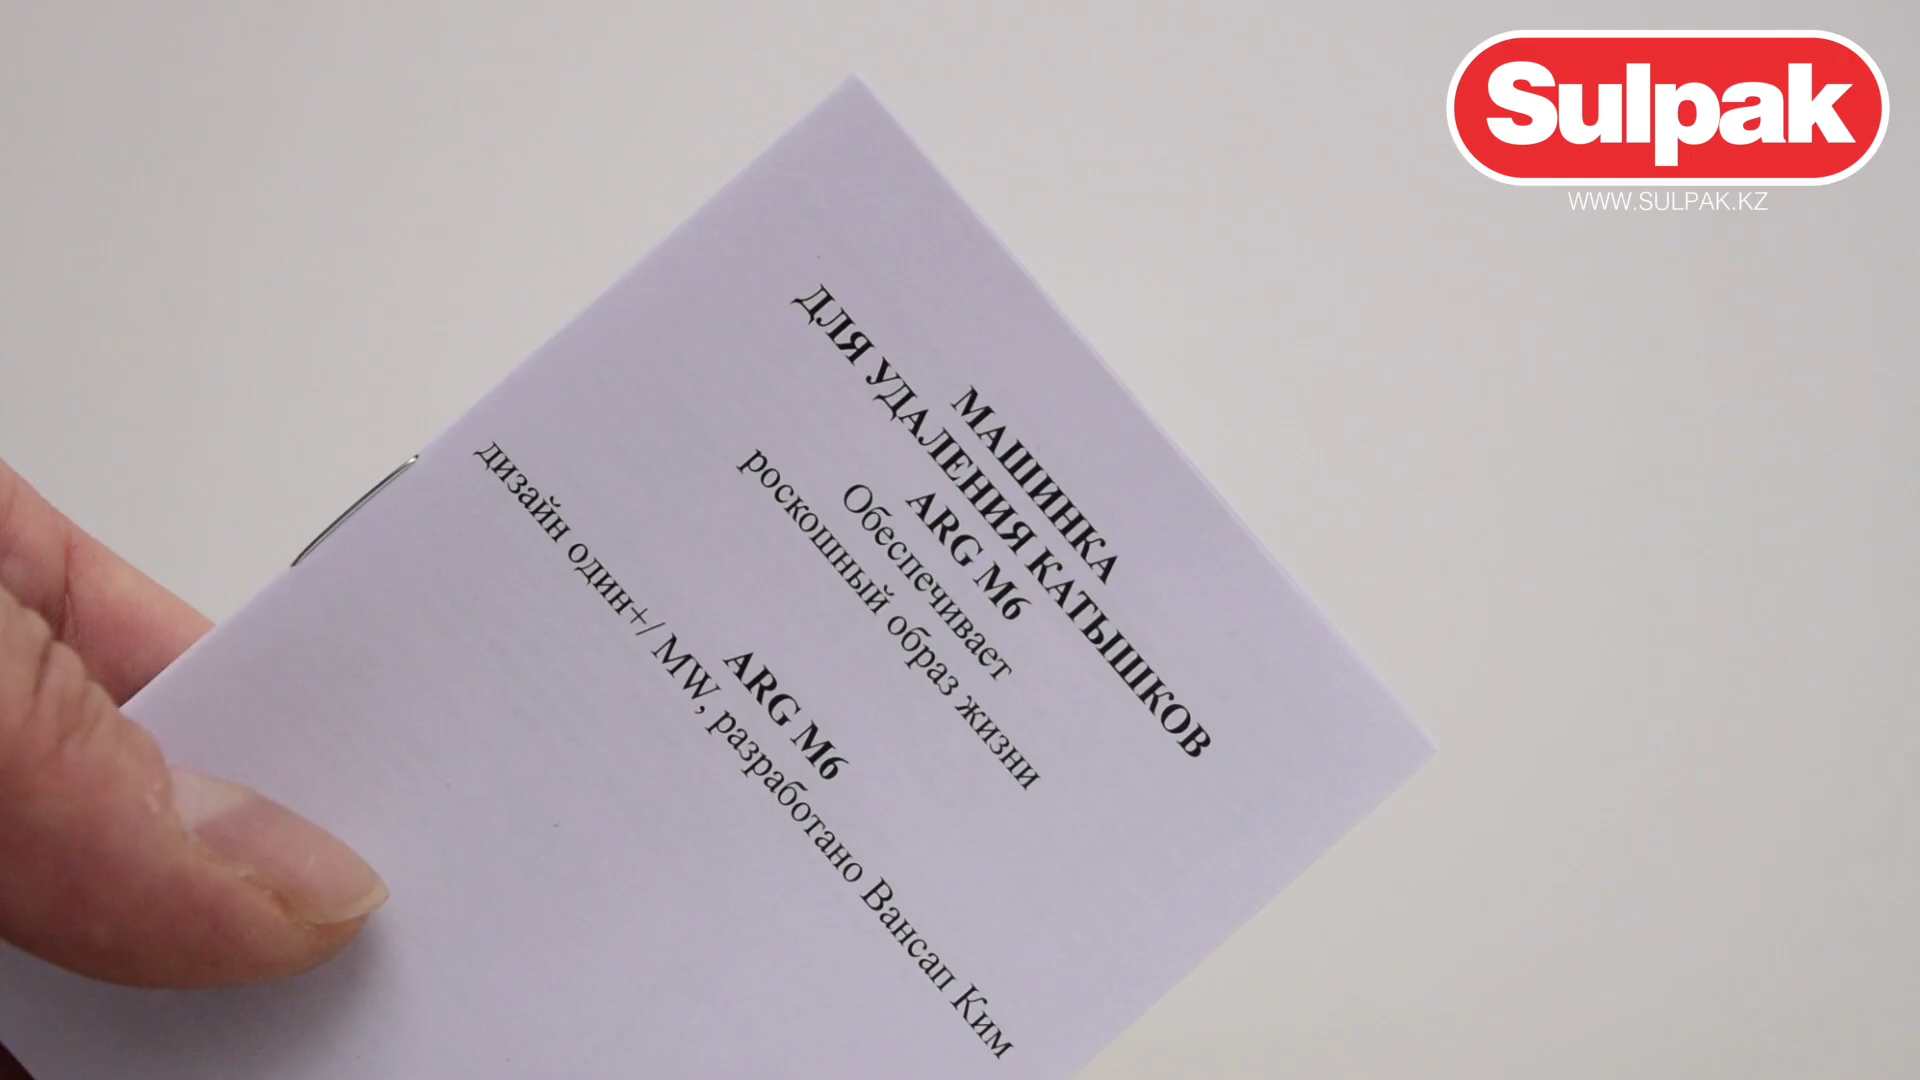 Sulpak
WWW.SULPAK.KZ
МАШИНКА
ДЛЯ УДАЛЕНИЯ КАТЫШКОВ
ARG M6
Обеспечивает
роскошный образ жизни
ARG M6
дизайн один+/ MW, разработано Вансап Ким